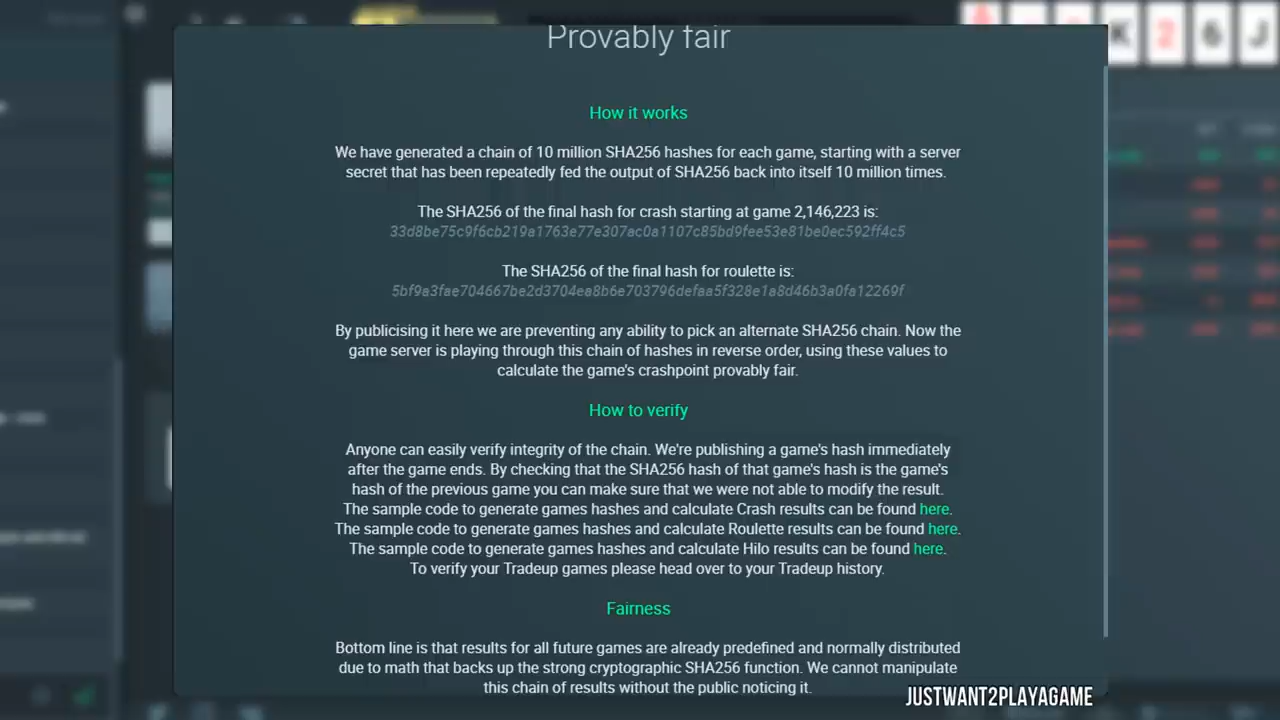 K 2 6 J
Provably fair
How it works
We have generated a chain of 10 million SHA256 hashes for each game, starting with a server
secret that has been repeatedly fed the output of SHA256 back into itself 10 million times.
The SHA256 of the final hash for crash starting at game 2,146,223 is:
33d8be75c9f6cb219a1763e77e307ac0a1107c85bd9fee53e81be0ec592ff4c5
The SHA256 of the final hash for roulette is:
5bf9a3fae704667be2d3704ea8b6e703796defaa5f328e1a8d46b3a0fa12269f
By publicising it here we are preventing any ability to pick an alternate SHA256 chain. Now the
game server is playing through this chain of hashes in reverse order, using these values to
calculate the game's crashpoint provably fair.
How to verify
Anyone can easily verify integrity of the chain. We're publishing a game's hash immediately
after the game ends. By checking that the SHA256 hash of that game's hash is the game's
hash of the previous game you can make sure that we were not able to modify the result.
The sample code to generate games hashes and calculate Crash results can be found here.
The sample code to generate games hashes and calculate Roulette results can be found here.
The sample code to generate games hashes and calculate Hilo results can be found here.
To verify your Tradeup games please head over to your Tradeup history.
Fairness
Bottom line is that results for all future games are already predefined and normally distributed
due to math that backs up the strong cryptographic SHA256 function. We cannot manipulate
this chain of results without the public noticing it.
JUSTWANT2PLAYAGAME